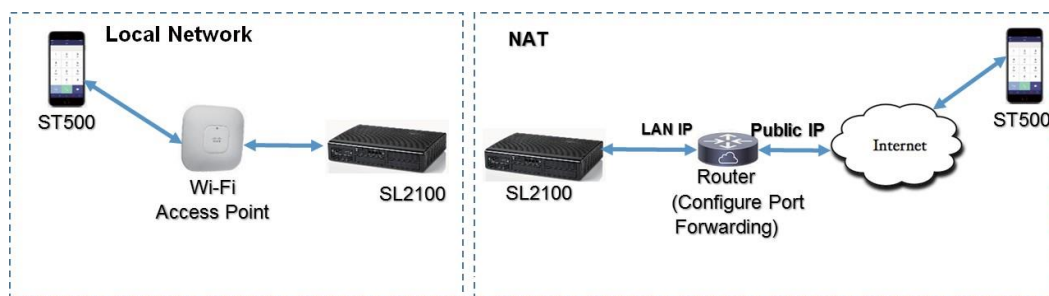 Local Network
ST500
Wi-Fi
Access Point
SL2100
NAT
SL2100
LAN IP
Router
(Configure Port
Forwarding)
Public IP
Internet
ST500